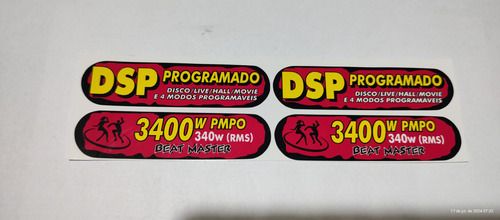 DSP PROGRAMADO
DISCO/LIVE/HALL/MOVIE
E 4 MODOS PROGRAMAVEIS
DSP PROGRAMADO
DISCO/LIVE/HALL/MOVIE
E 4 MODOS PROGRAMAVEIS
3400W PMPO
340w (RMS)
BEAT MASTER
3400W PMPO
340w (RMS)
BEAT MASTER